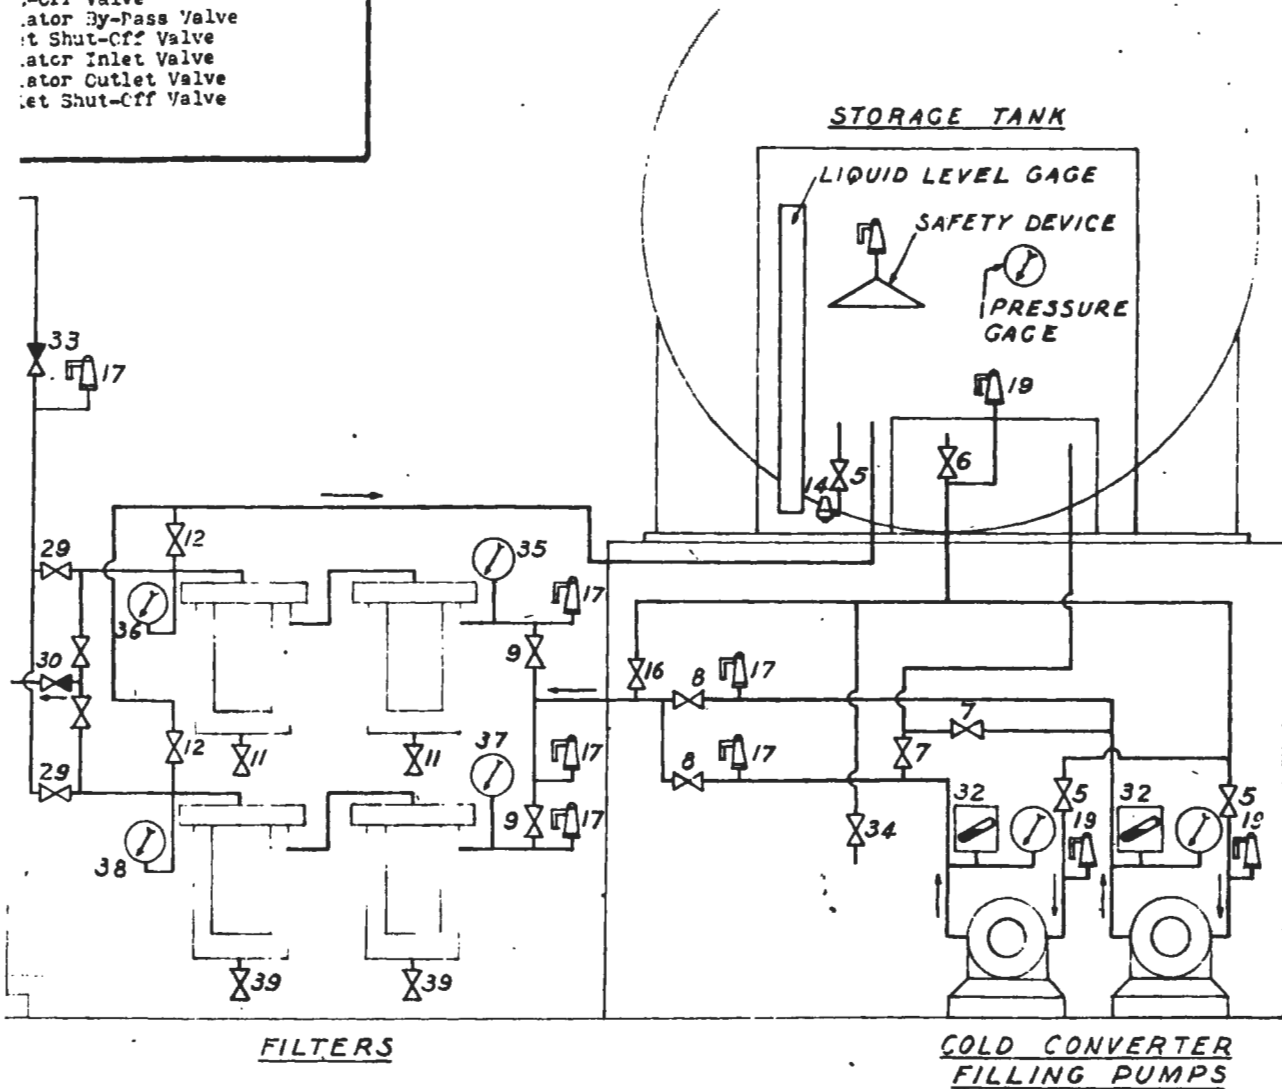 Valve
.ator By-Pass Valve
t Shut-Off Valve
.ator Inlet Valve
.ator Outlet Valve
et Shut-Off Valve
STORAGE TANK
LIQUID LEVEL GAGE
SAFETY DEVICE
PRESSURE
GAGE
33
17
19
6
5
14
12
29
35
17
36
9
30
16
8
17
7
12
11
11
37
17
8
17
7
29
9
17
32
5
32
5
34
19
19
38
39
39
FILTERS
COLD CONVERTER
FILLING PUMPS